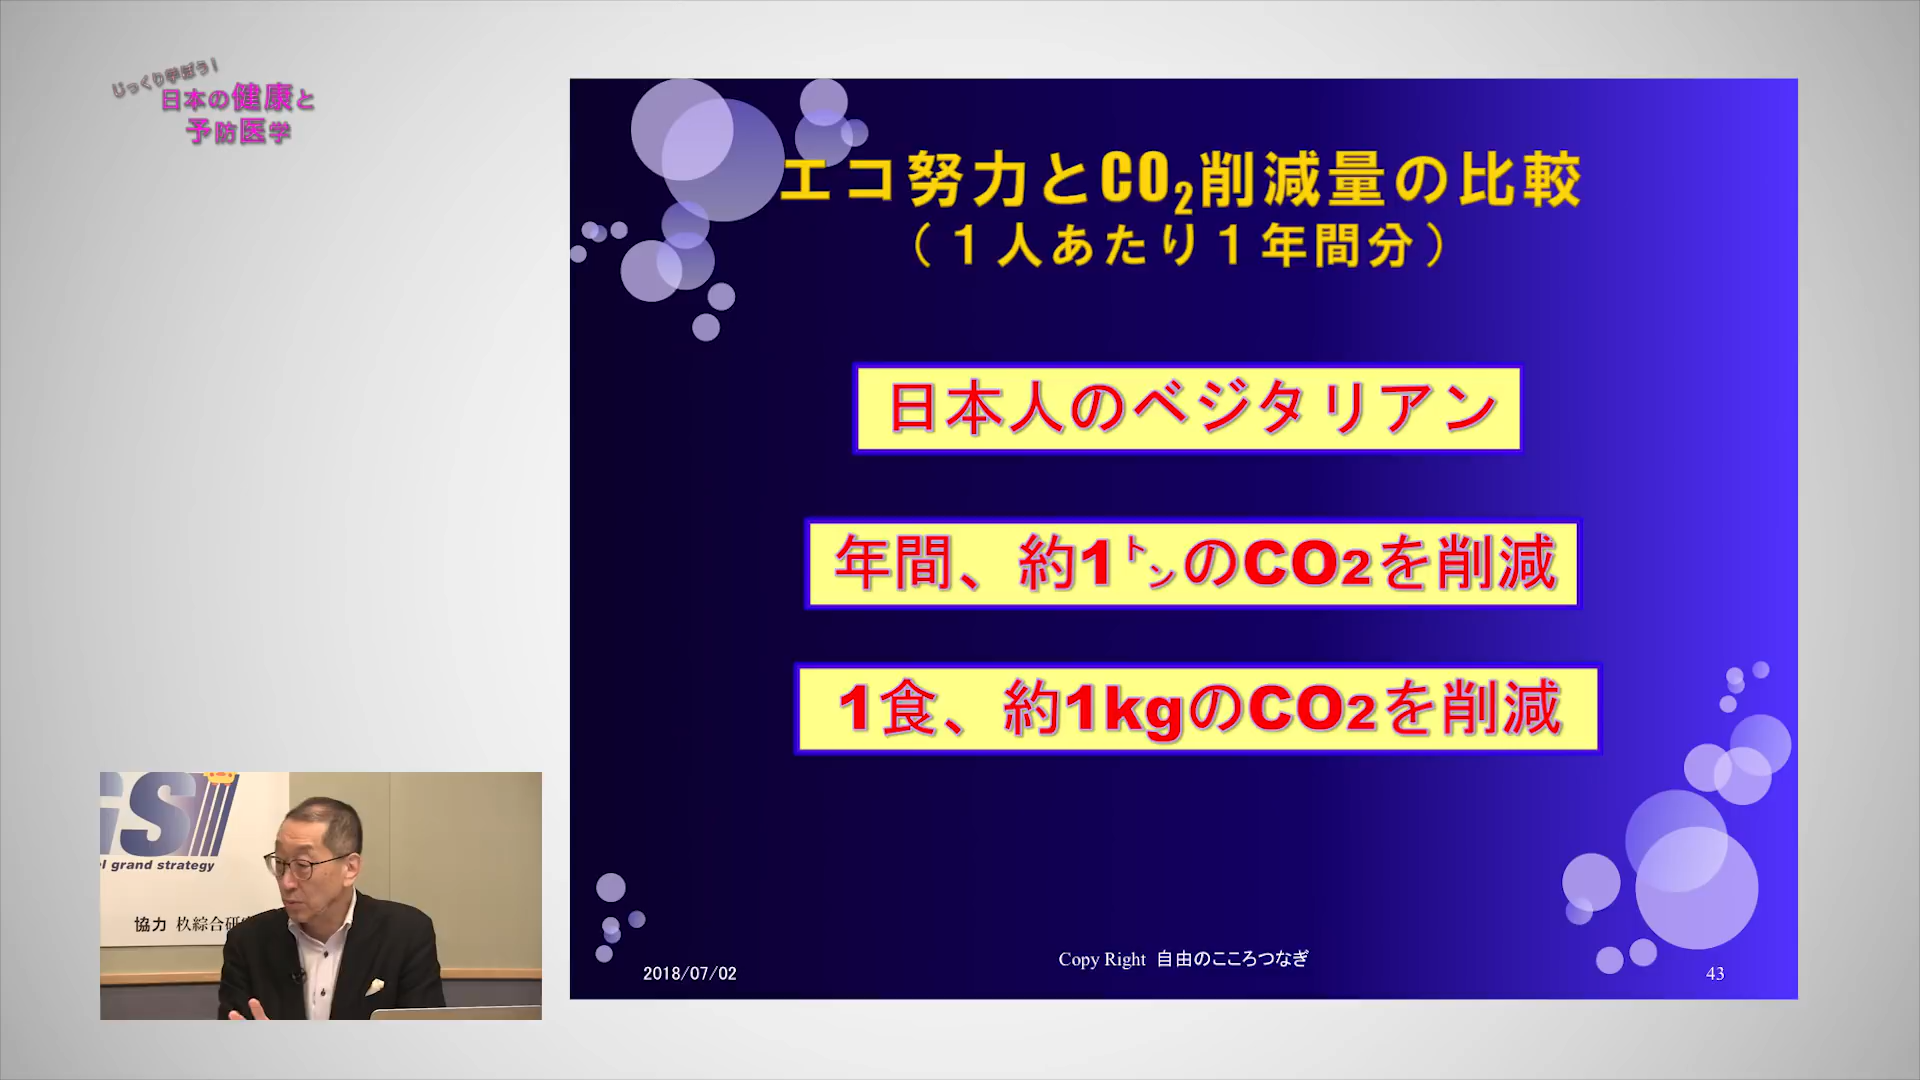 じっくり学ぼう!
日本の健康と
予防医学
エコ努力とCO2削減量の比較
（１人あたり１年間分）
日本人のベジタリアン
年間、約1㌧のCO2を削減
1食、約1kgのCO2を削減
GSI
l grand strategy
協力 杦綜合研
2018/07/02
Copy Right 自由のこころつなぎ
43